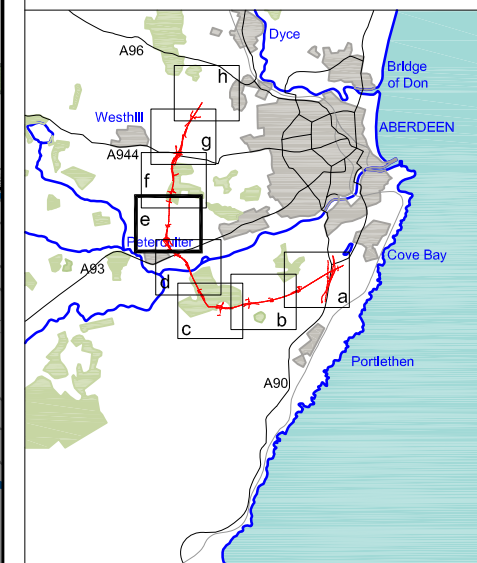 Dyce
A96
Bridge
of Don
h
Westhill
ABERDEEN
g
A944
f
e
Peterculter
Cove Bay
A93
d
a
b
c
Portlethen
A90